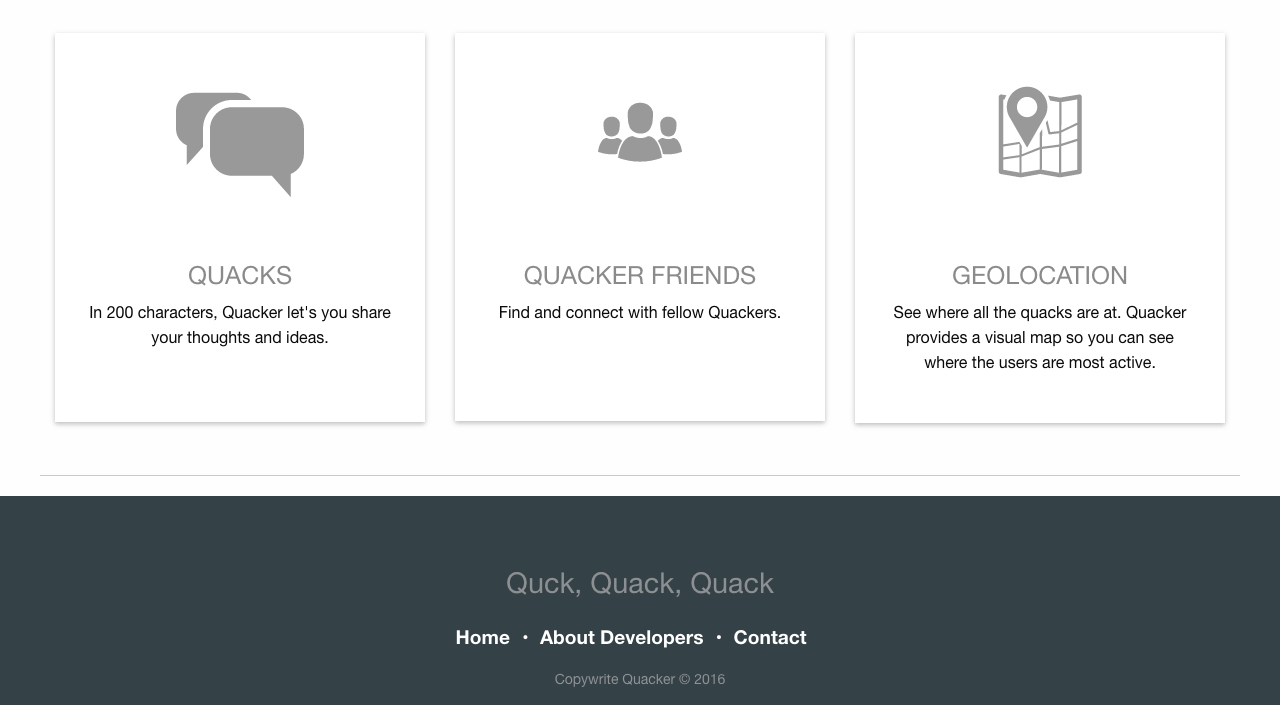 QUACKS
In 200 characters, Quacker let's you share
your thoughts and ideas.
QUACKER FRIENDS
Find and connect with fellow Quackers.
GEOLOCATION
See where all the quacks are at. Quacker
provides a visual map so you can see
where the users are most active.
Quck, Quack, Quack
Home • About Developers • Contact
Copywrite Quacker © 2016